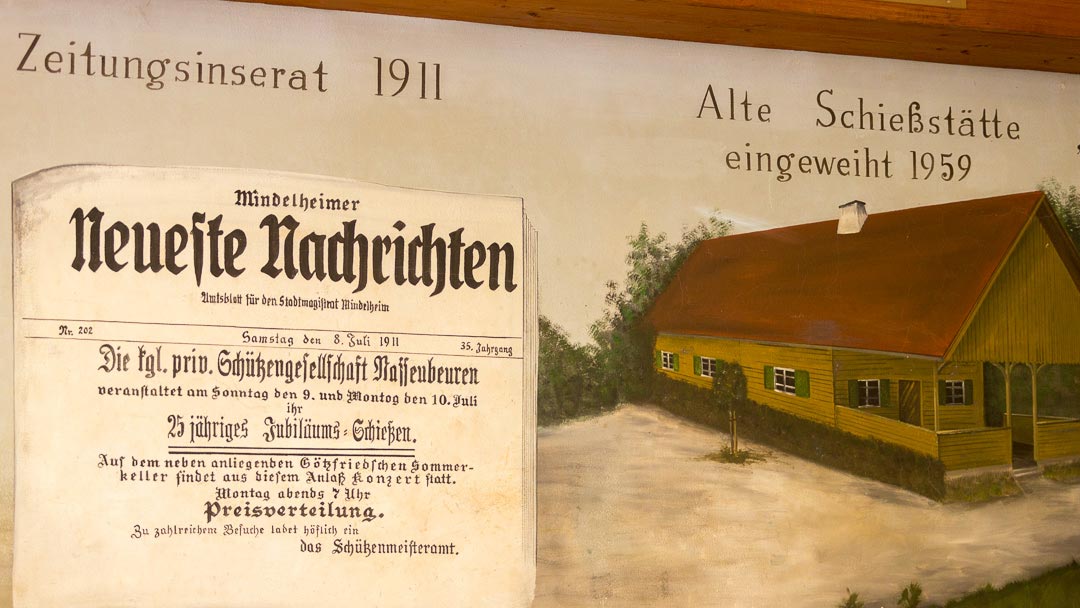 Zeitungsinserat 1911
Alte Schießstätte
eingeweiht 1959
Mindelheimer
Neueſte Nachrichten
Amtsblatt für den Stadtmagiſtrat Mindelheim
Nr. 202
Samstag den 8. Juli 1911
35. Jahrgang
Die kgl. priv. Schützengeſellſchaft Naſſenbeuren
veranſtaltet am Sonntag den 9. und Montog den 10. Juli
ihr
25 jähriges Jubiläums-Schießen.
Auf dem neben anliegenden Götzfriedſchen Sommer-
keller findet aus dieſem Anlaß Konzert ſtatt.
Montag abends 7 Uhr
Preisverteilung.
Zu zahlreichem Beſuche ladet höflich ein
das Schützenmeiſteramt.